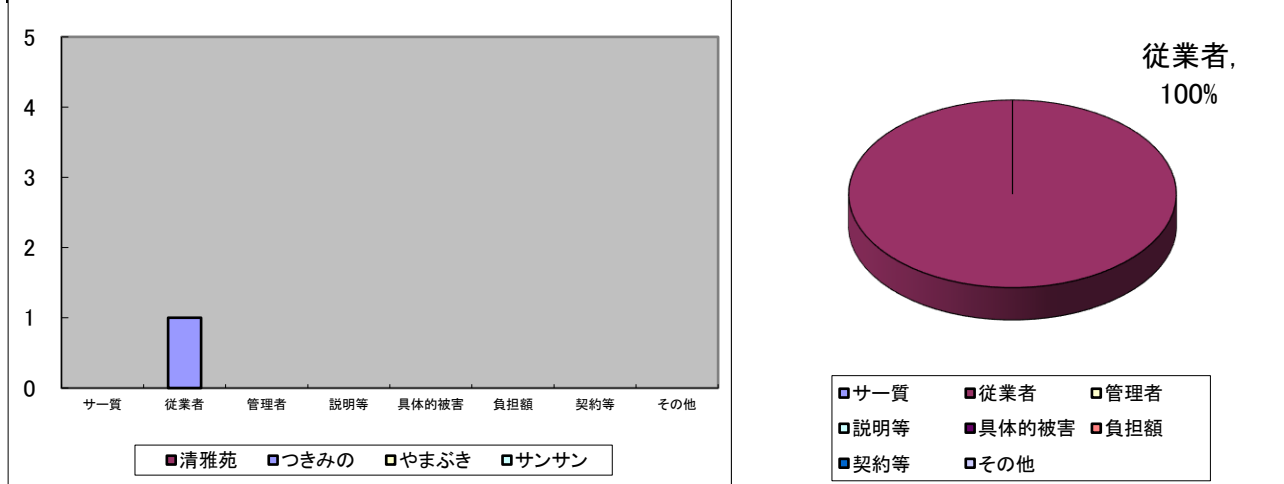 5
4
3
2
1
0
サー質 従業者 管理者 説明等 具体的被害 負担額 契約等 その他
清雅苑 つきみの やまぶき サンサン
従業者,
100%
サー質 従業者 管理者
説明等 具体的被害 負担額
契約等 その他